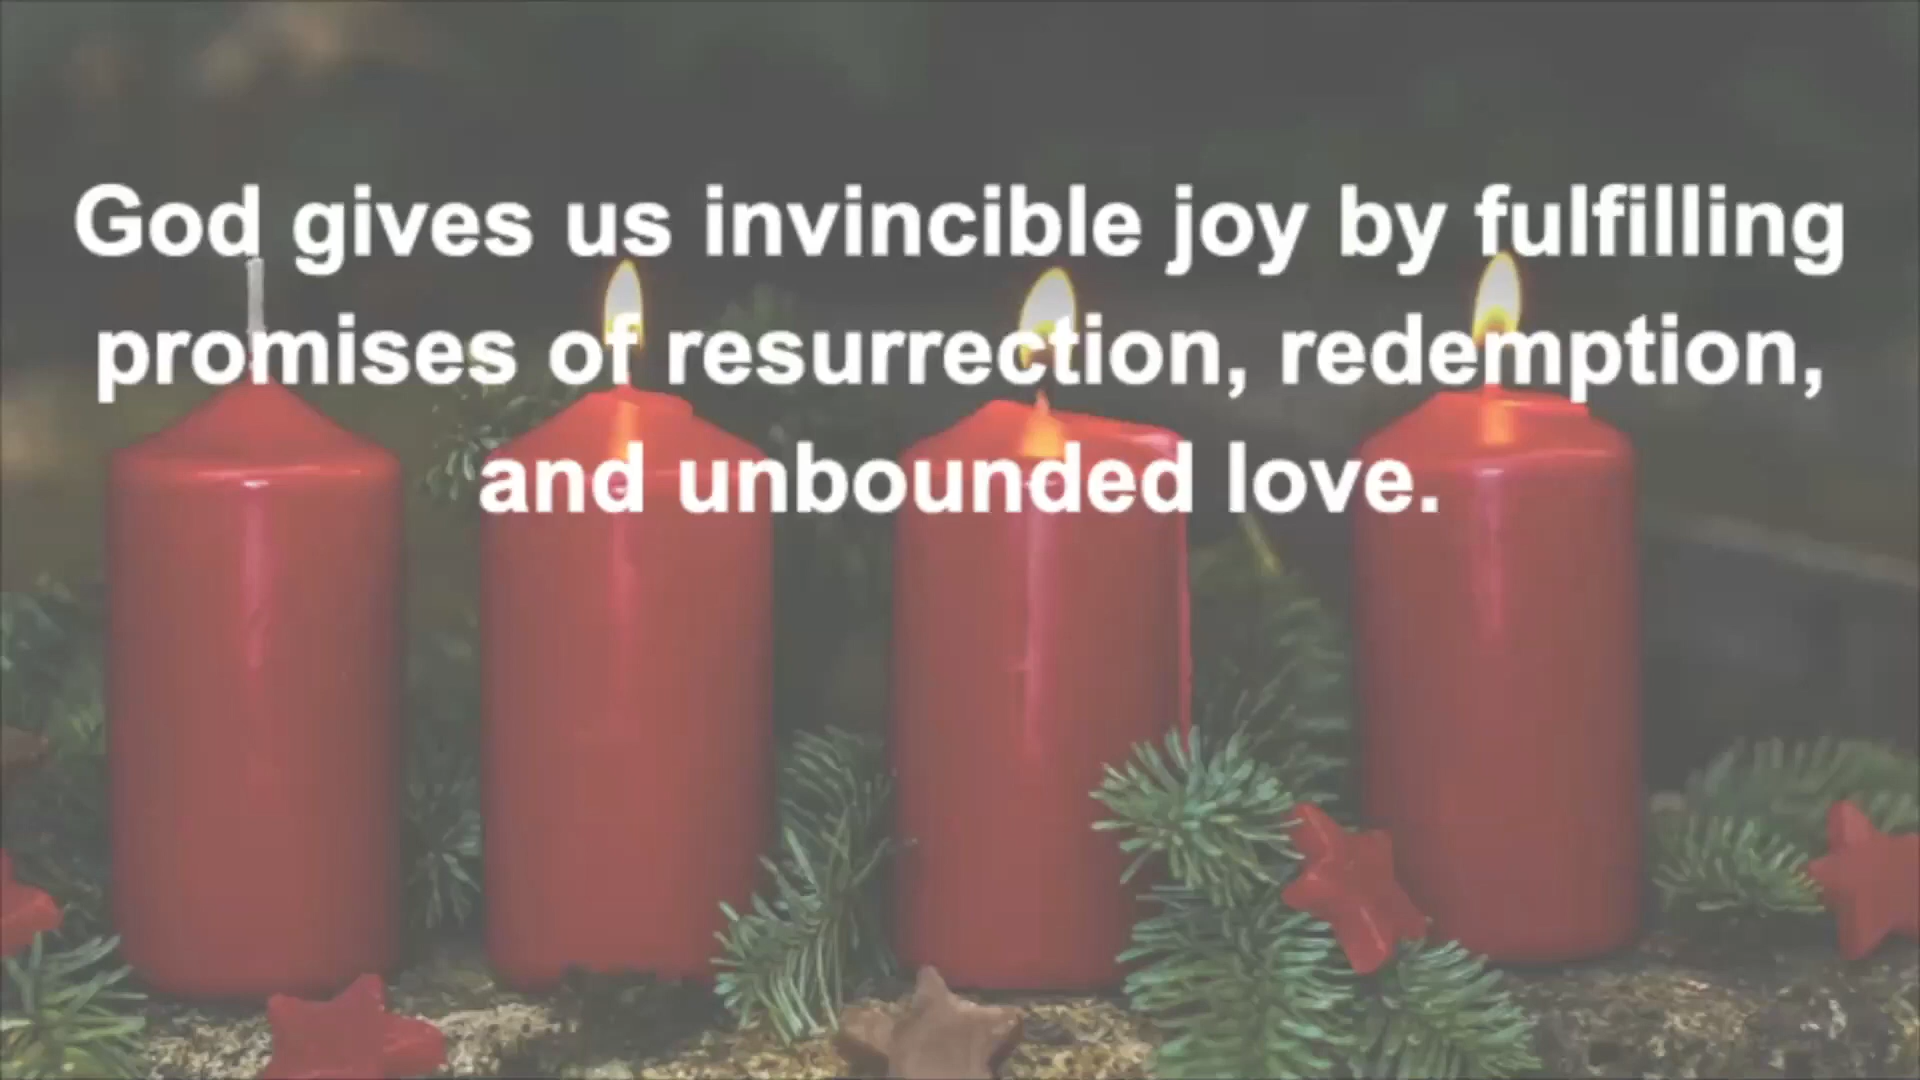 God gives us invincible joy by fulfilling
promises of resurrection, redemption,
and unbounded love.